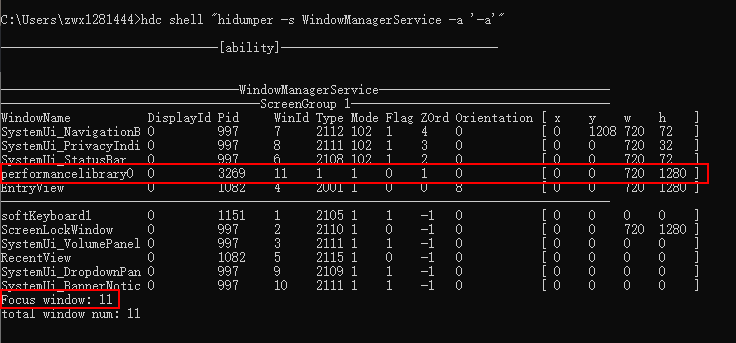 C:\Users\zwx1281444>hdc shell "hidumper -s WindowManagerService -a '-a'"
[ability]
WindowManagerService
ScreenGroup 1
WindowName DisplayId Pid WinId Type Mode Flag ZOrd Orientation [ x y w h ]
SystemUi_NavigationB 0 997 7 2112 102 1 4 0 [ 0 1208 720 72 ]
SystemUi_PrivacyIndi 0 997 8 2111 102 1 3 0 [ 0 0 720 32 ]
SystemUi_StatusBar 0 997 6 2108 102 1 2 0 [ 0 0 720 72 ]
performancelibrary0 0 3269 11 1 1 0 1 0 [ 0 0 720 1280 ]
EntryView 0 1082 4 2001 1 0 0 8 [ 0 0 720 1280 ]
softKeyboard1 0 1151 1 2105 1 1 -1 0 [ 0 0 0 0 ]
ScreenLockWindow 0 997 2 2110 1 0 -1 0 [ 0 0 720 1280 ]
SystemUi_VolumePanel 0 997 3 2111 1 1 -1 0 [ 0 0 0 0 ]
RecentView 0 1082 5 2115 1 0 -1 0 [ 0 0 0 0 ]
SystemUi_DropdownPan 0 997 9 2109 1 1 -1 0 [ 0 0 0 0 ]
SystemUi_BannerNotic 0 997 10 2111 1 1 -1 0 [ 0 0 0 0 ]
Focus window: 11
total window num: 11